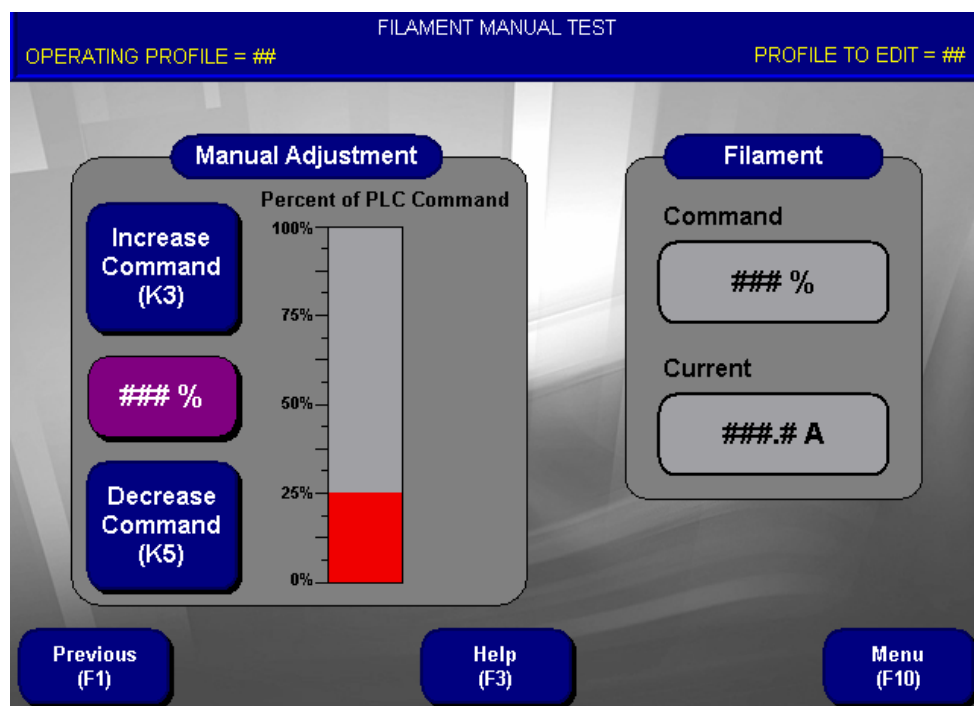 FILAMENT MANUAL TEST
OPERATING PROFILE = ##
PROFILE TO EDIT = ##
Manual Adjustment
Percent of PLC Command
Increase
Command
(K3)
### %
Decrease
Command
(K5)
100%
75%
50%
25%
0%
Filament
Command
### %
Current
###.# A
Previous
(F1)
Help
(F3)
Menu
(F10)